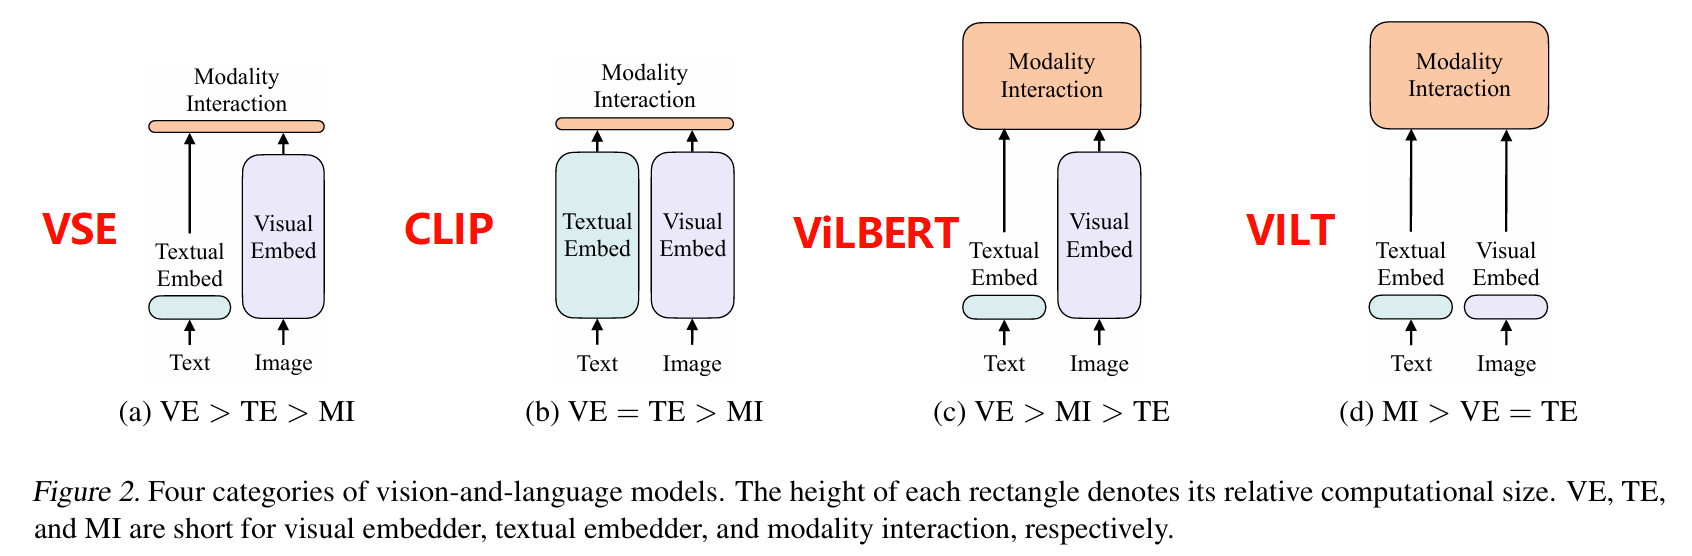 Modality
Interaction
Textual
Embed
Visual
Embed
Text
Image
VSE
(a) VE > TE > MI
Modality
Interaction
Textual
Embed
Visual
Embed
Text
Image
CLIP
(b) VE = TE > MI
Modality
Interaction
Textual
Embed
Visual
Embed
Text
Image
ViLBERT
(c) VE > MI > TE
Modality
Interaction
Textual
Embed
Visual
Embed
Text
Image
VILT
(d) MI > VE = TE
Figure 2. Four categories of vision-and-language models. The height of each rectangle denotes its relative computational size. VE, TE,
and MI are short for visual embedder, textual embedder, and modality interaction, respectively.